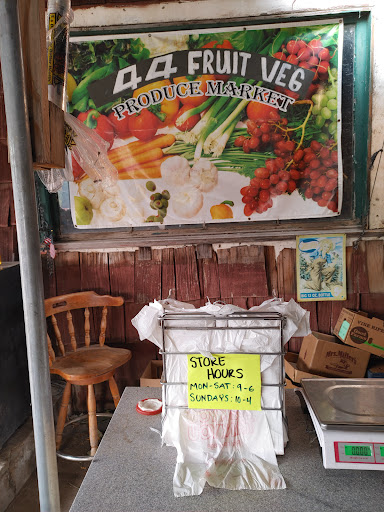 44 FRUIT VEG
PRODUCE MARKET
STORE
HOURS
MON-SAT: 9-6
SUNDAYS: 10-4